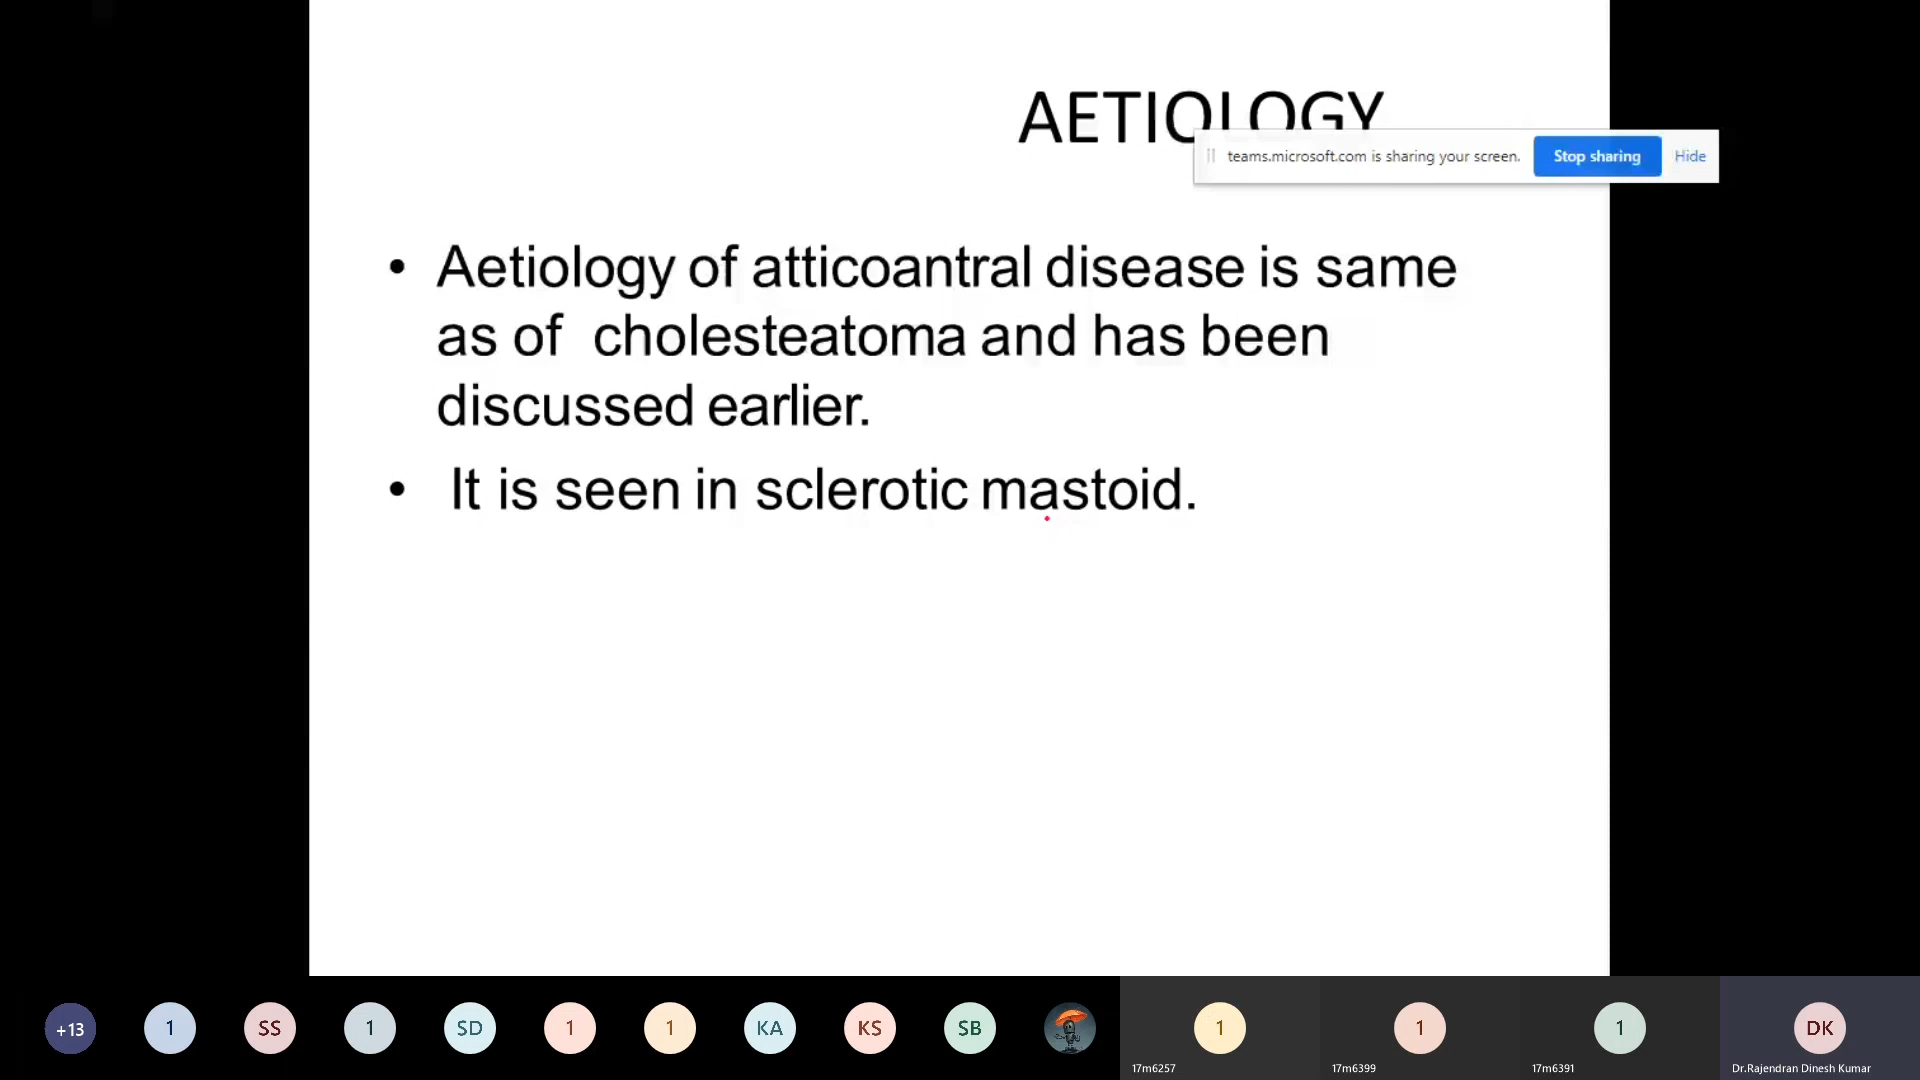 AETIOLOGY
teams.microsoft.com is sharing your screen. Stop sharing Hide
• Aetiology of atticoantral disease is same
as of cholesteatoma and has been
discussed earlier.
• It is seen in sclerotic mastoid.
+13 1 SS 1 SD 1 1 KA KS SB 1 1 1 DK
17m6257 17m6399 17m6391 Dr.Rajendran Dinesh Kumar